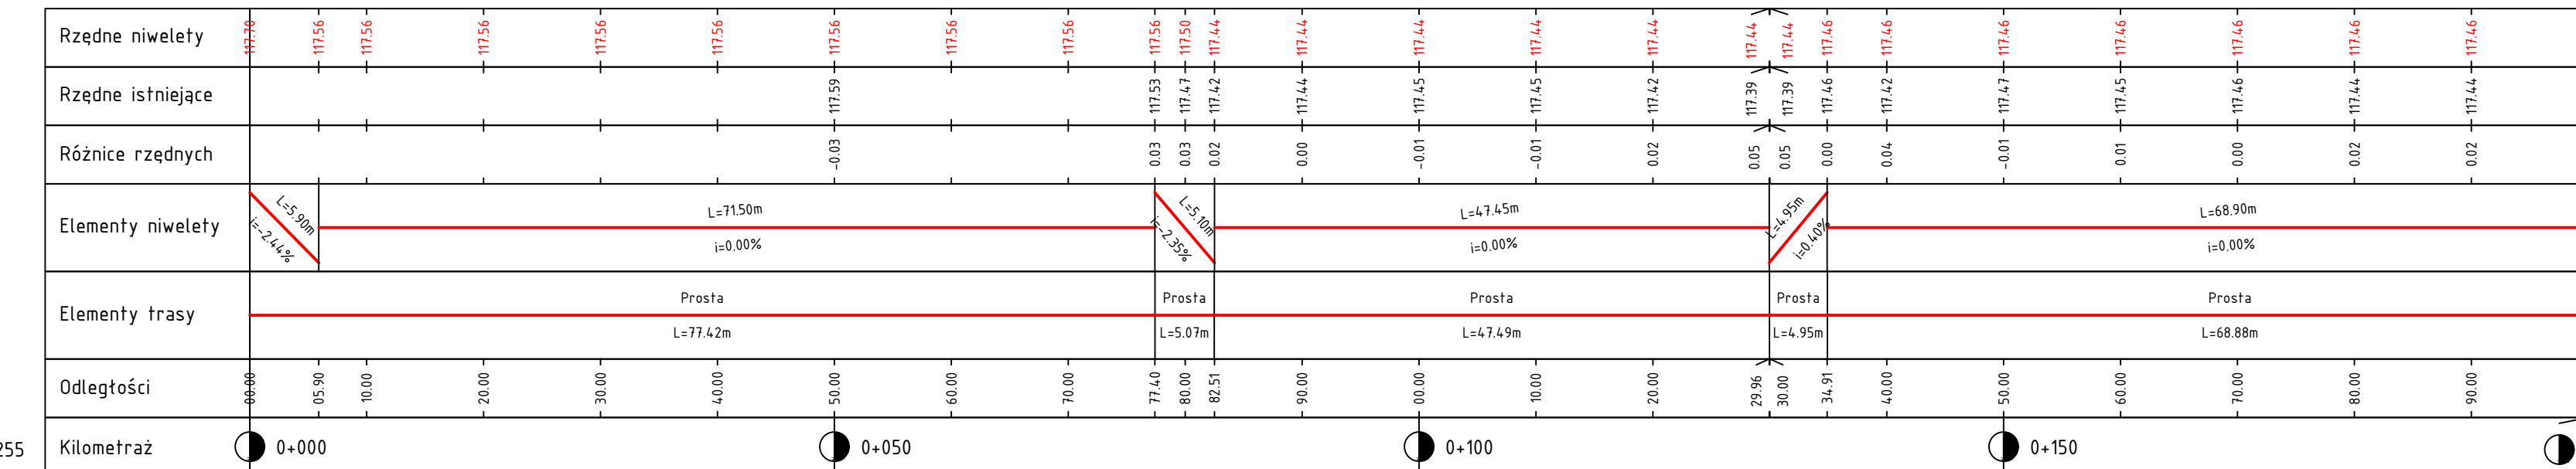 Rzędne niwelety 117.70 117.56 117.56 117.56 117.56 117.56 117.56 117.56 117.56 117.56 117.50 117.44 117.44 117.44 117.44 117.44 117.44 117.44 117.46 117.46 117.46 117.46 117.46 117.46 117.46
Rzędne istniejące 117.59 117.53 117.47 117.42 117.44 117.45 117.45 117.42 117.39 117.39 117.46 117.42 117.47 117.45 117.46 117.44 117.44
Różnice rzędnych -0.03 0.03 0.03 0.02 0.00 -0.01 -0.01 0.02 0.05 0.05 0.00 0.04 -0.01 0.01 0.00 0.02 0.02
Elementy niwelety
L=5.90m L=71.50m L=5.10m L=47.45m L=4.95m L=68.90m
i=-2.44% i=0.00% i=-2.35% i=0.00% i=0.40% i=0.00%
Elementy trasy
Prosta Prosta Prosta Prosta Prosta
L=77.42m L=5.07m L=47.49m L=4.95m L=68.88m
Odległości 00.00 05.90 10.00 20.00 30.00 40.00 50.00 60.00 70.00 77.40 80.00 82.51 90.00 00.00 10.00 20.00 29.96 30.00 34.91 40.00 50.00 60.00 70.00 80.00 90.00
255 Kilometraż 0+000 0+050 0+100 0+150